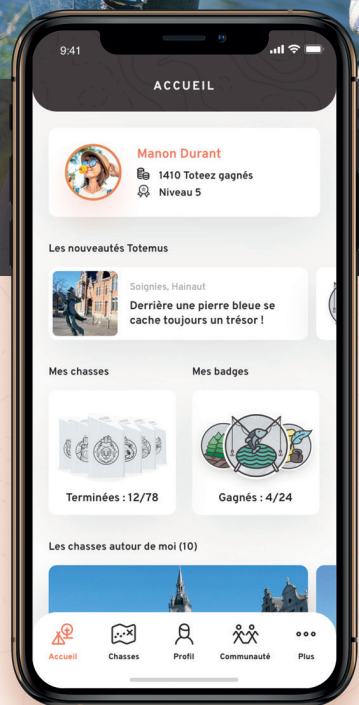 9:41
ACCUEIL
Manon Durant
1410 Toteez gagnés
Niveau 5
Les nouveautés Totemus
Soignies, Hainaut
Derrière une pierre bleue se
cache toujours un trésor !
Mes chasses
Mes badges
Terminées : 12/78
Gagnés : 4/24
Les chasses autour de moi (10)
Accueil
Chasses
Profil
Communauté
Plus